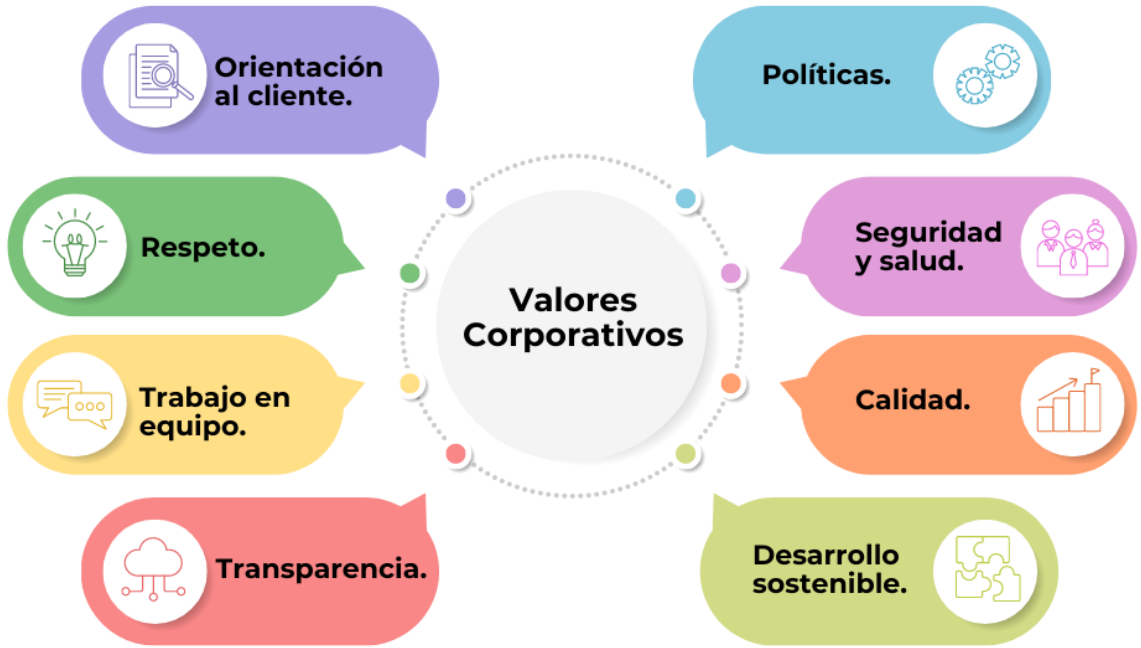 Orientación
al cliente.
Respeto.
Trabajo en
equipo.
Transparencia.
Valores
Corporativos
Políticas.
Seguridad
y salud.
Calidad.
Desarrollo
sostenible.